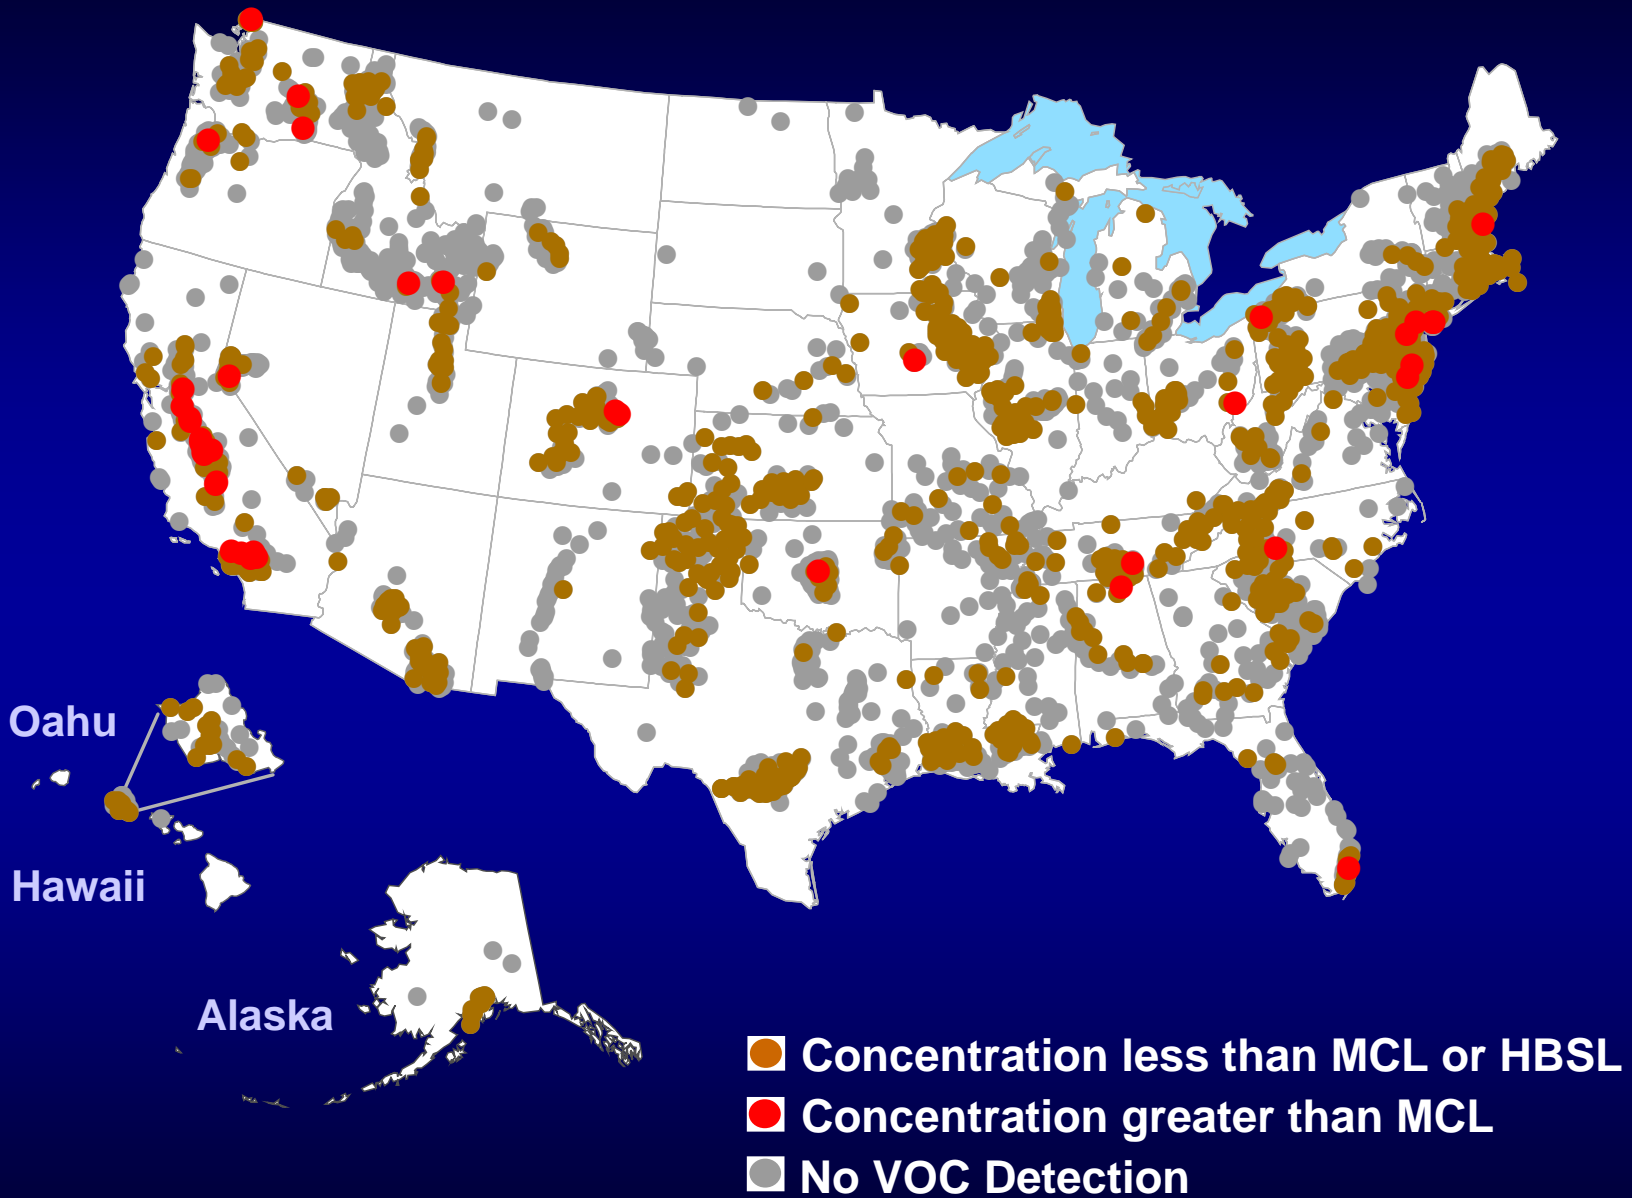 Oahu
Hawaii
Alaska
Concentration less than MCL or HBSL
Concentration greater than MCL
No VOC Detection